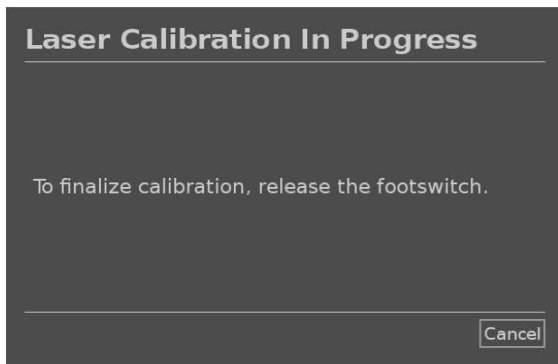 Laser Calibration In Progress
To finalize calibration, release the footswitch.
Cancel